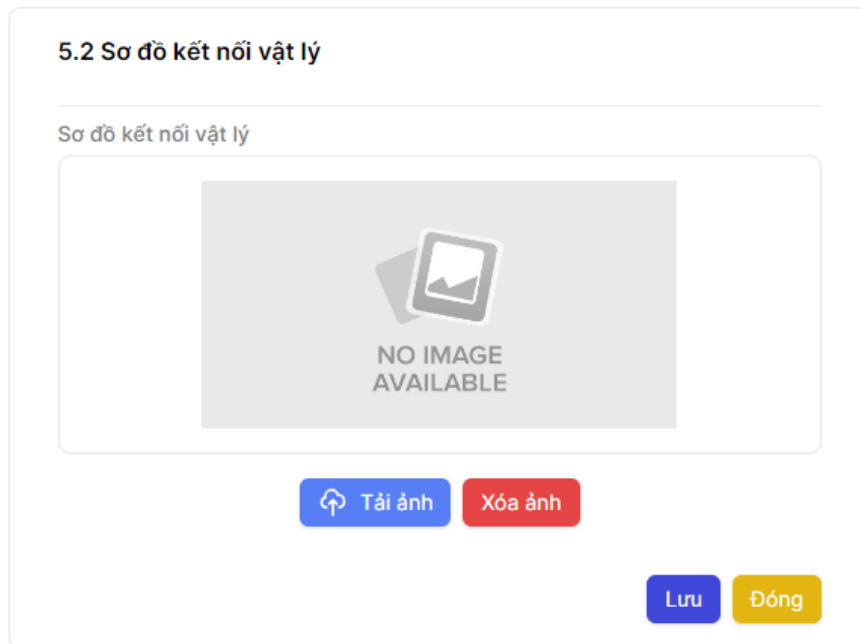 5.2 Sơ đồ kết nối vật lý
Sơ đồ kết nối vật lý
NO IMAGE
AVAILABLE
Tải ảnh
Xóa ảnh
Lưu
Đóng